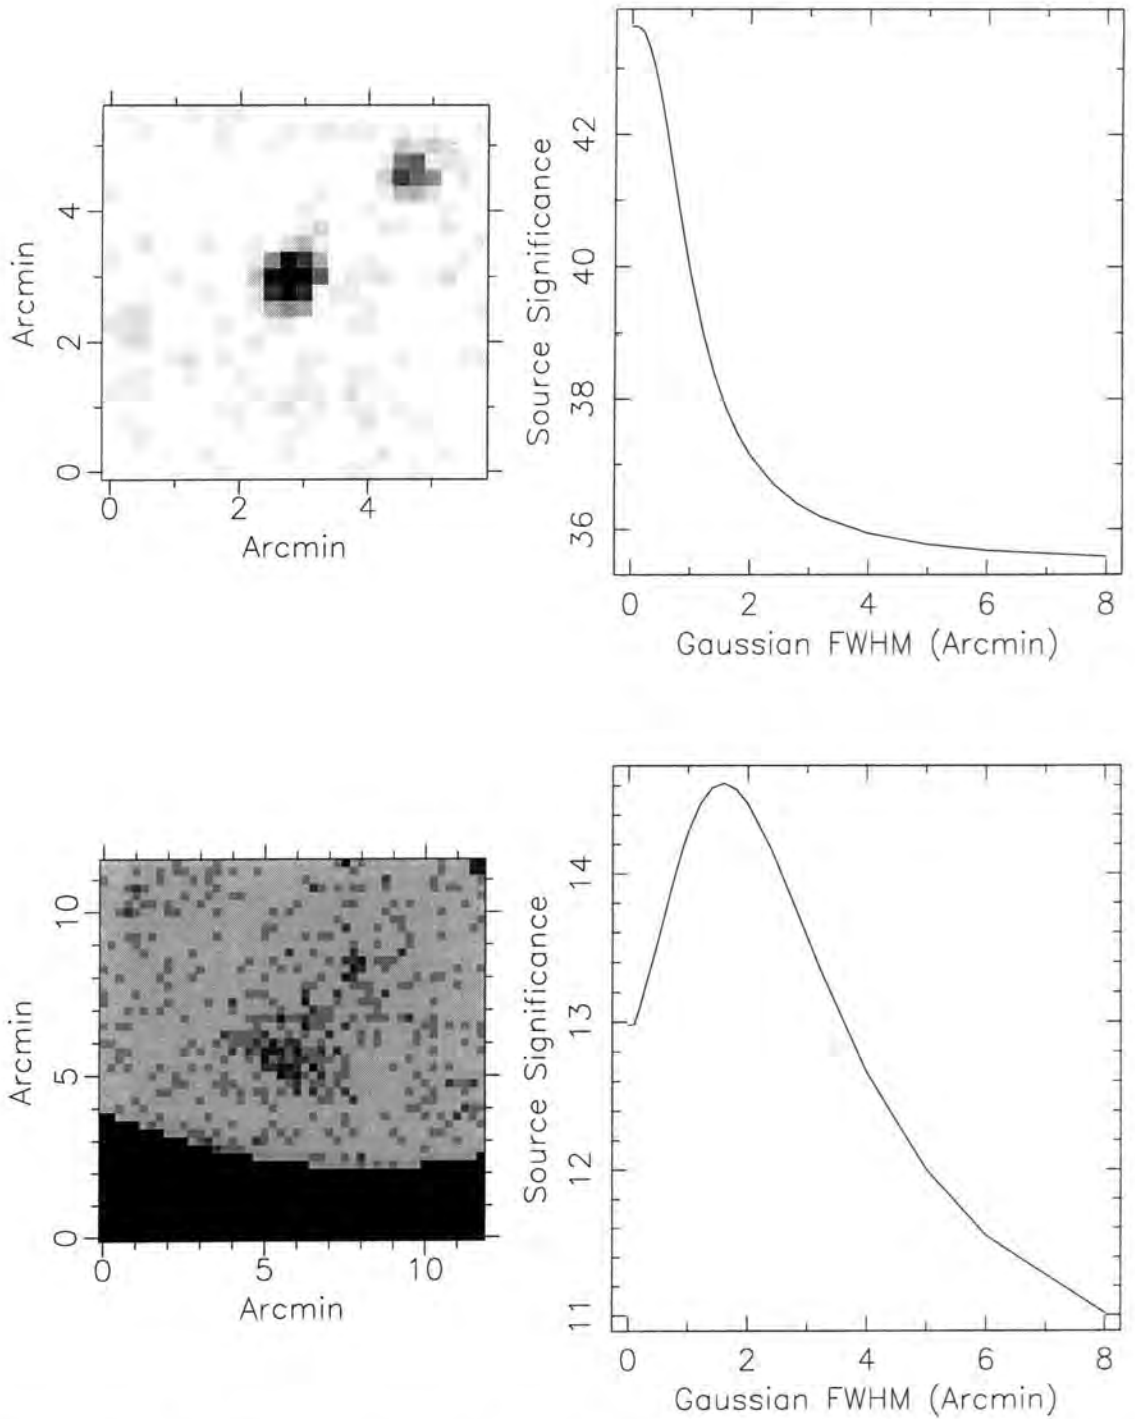 Arcmin
4
2
0
0 2 4
Arcmin
Source Significance
42
40
38
36
0 2 4 6 8
Gaussian FWHM (Arcmin)
Arcmin
10
5
0
0 5 10
Arcmin
Source Significance
14
13
12
11
0 2 4 6 8
Gaussian FWHM (Arcmin)